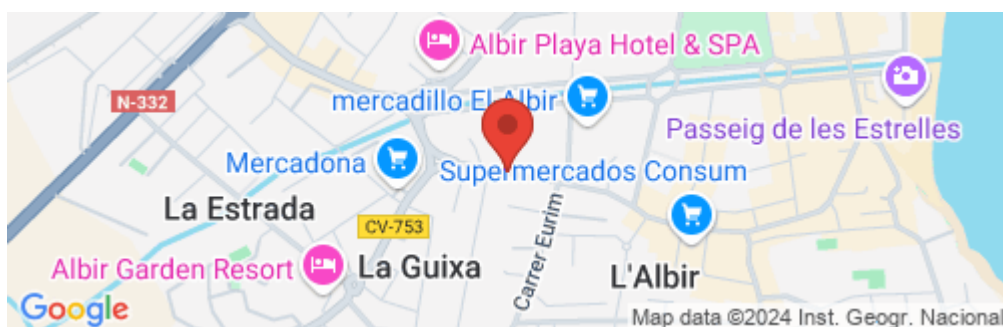 Albir Playa Hotel & SPA
N-332
mercadillo El Albir
Passeig de les Estrelles
Mercadona
Supermercados Consum
La Estrada
CV-753
Carrer Eurim
Albir Garden Resort
La Guixa
L'Albir
Google
Map data ©2024 Inst. Geogr. Nacional